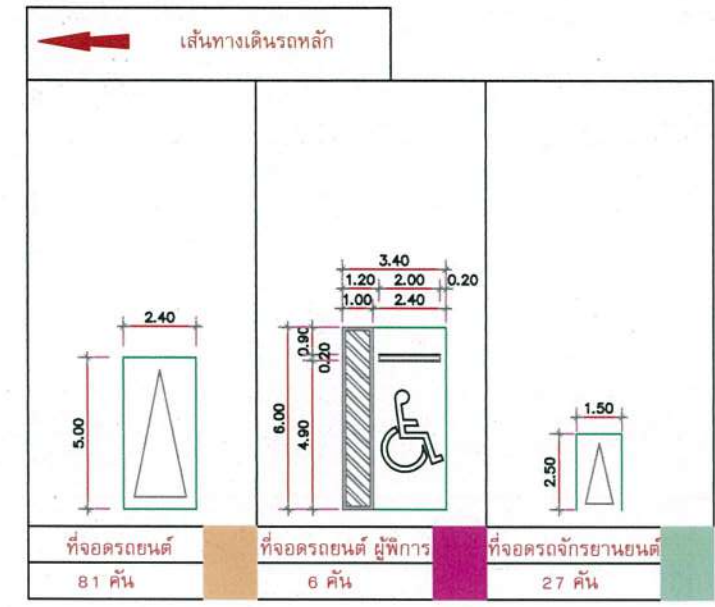 เส้นทางเดินรถหลัก
2.40
5.00
3.40
1.20 2.00 0.20
1.00 2.40
0.90
0.20
6.00
4.90
1.50
2.50
ที่จอดรถยนต์
81 คัน
ที่จอดรถยนต์ ผู้พิการ
6 คัน
ที่จอดรถจักรยานยนต์
27 คัน